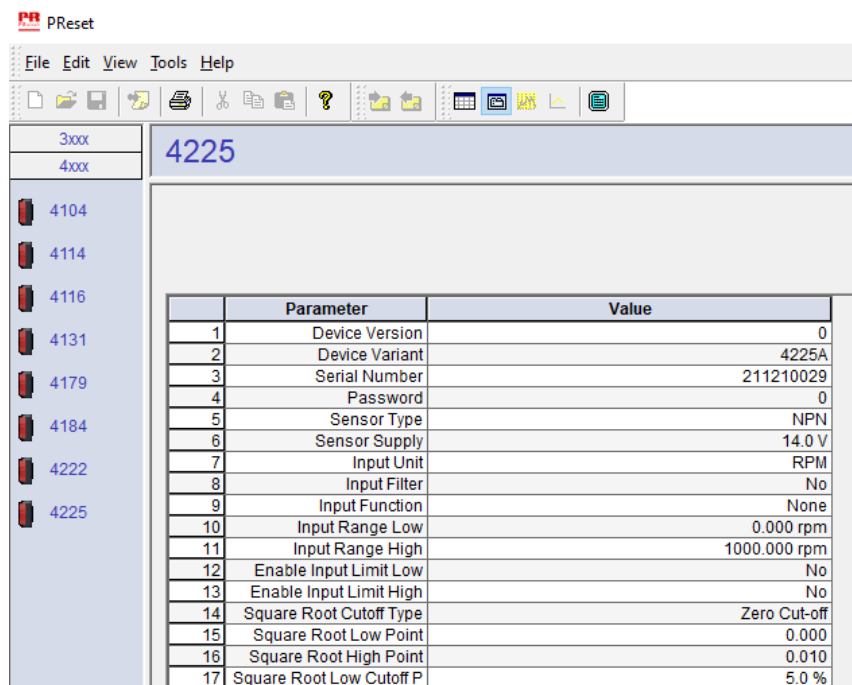 PR PReset
File Edit View Tools Help
3xxx
4xxx
4225
4104
4114
4116
4131
4179
4184
4222
4225
Parameter Value
1 Device Version 0
2 Device Variant 4225A
3 Serial Number 211210029
4 Password 0
5 Sensor Type NPN
6 Sensor Supply 14.0 V
7 Input Unit RPM
8 Input Filter No
9 Input Function None
10 Input Range Low 0.000 rpm
11 Input Range High 1000.000 rpm
12 Enable Input Limit Low No
13 Enable Input Limit High No
14 Square Root Cutoff Type Zero Cut-off
15 Square Root Low Point 0.000
16 Square Root High Point 0.010
17 Square Root Low Cutoff P 5.0 %